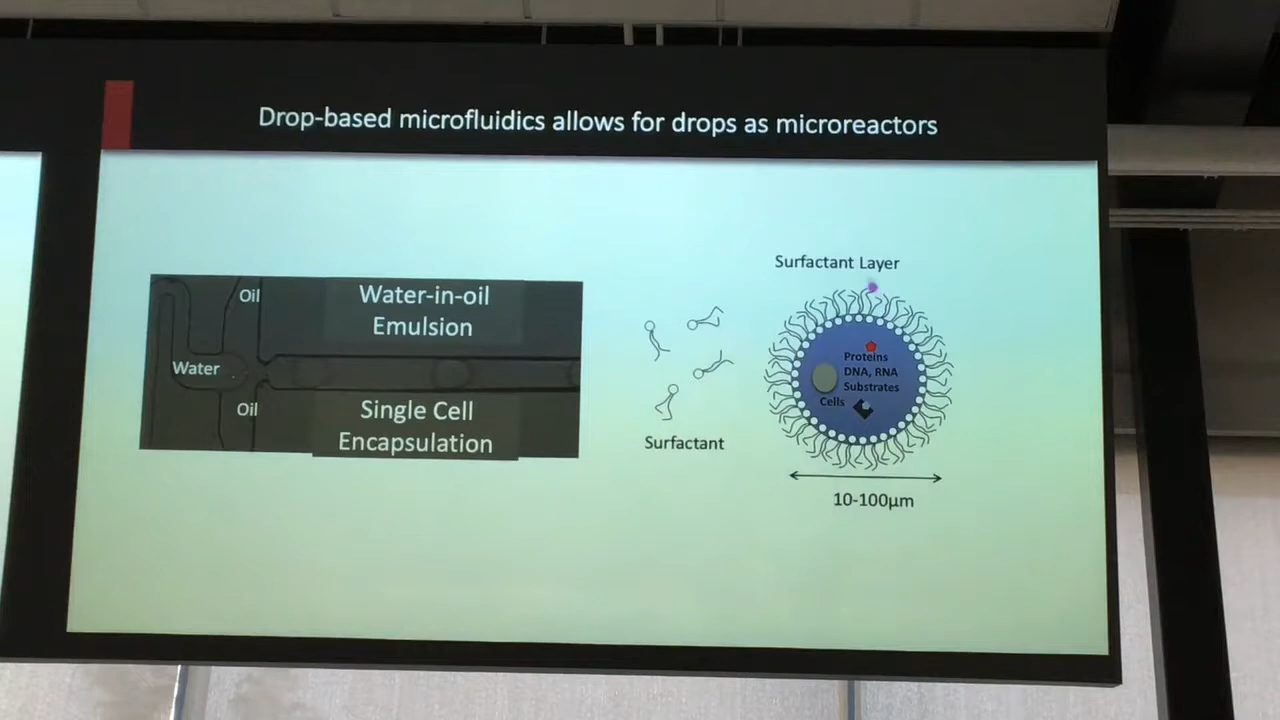 Drop-based microfluidics allows for drops as microreactors
Oil
Water-in-oil
Emulsion
Water
Oil
Single Cell
Encapsulation
Surfactant
Surfactant Layer
Proteins
DNA, RNA
Substrates
Cells
10-100µm